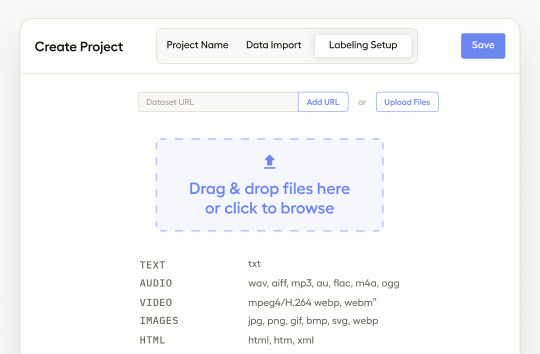 Create Project
Project Name
Data Import
Labeling Setup
Save
Dataset URL
Add URL
or
Upload Files
Drag & drop files here
or click to browse
TEXT txt
AUDIO wav, aiff, mp3, au, flac, m4a, ogg
VIDEO mpeg4/H.264 webp, webm*
IMAGES jpg, png, gif, bmp, svg, webp
HTML html, htm, xml